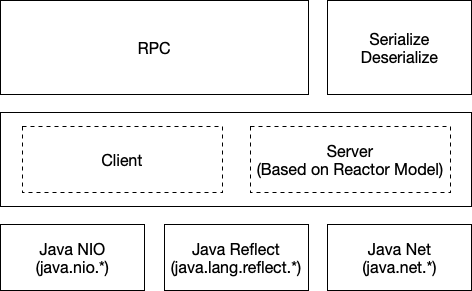 RPC
Serialize
Deserialize
Client
Server
(Based on Reactor Model)
Java NIO
(java.nio.*)
Java Reflect
(java.lang.reflect.*)
Java Net
(java.net.*)